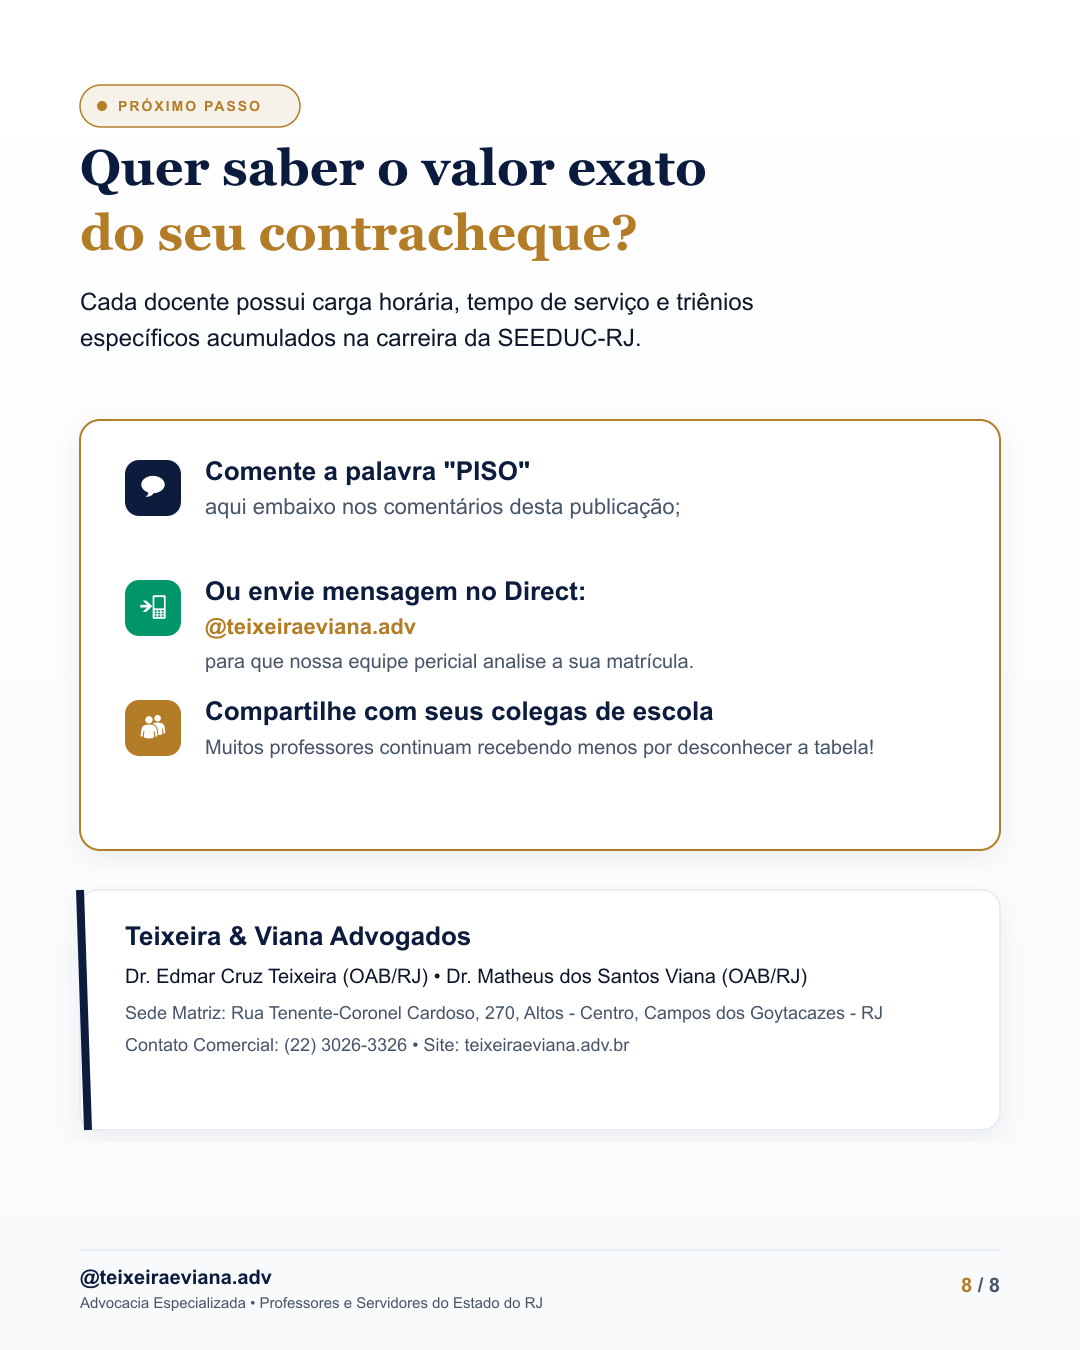 PRÓXIMO PASSO
Quer saber o valor exato
do seu contracheque?
Cada docente possui carga horária, tempo de serviço e triênios
específicos acumulados na carreira da SEEDUC-RJ.
Comente a palavra "PISO"
aqui embaixo nos comentários desta publicação;
Ou envie mensagem no Direct:
@teixeiraeviana.adv
para que nossa equipe pericial analise a sua matrícula.
Compartilhe com seus colegas de escola
Muitos professores continuam recebendo menos por desconhecer a tabela!
Teixeira & Viana Advogados
Dr. Edmar Cruz Teixeira (OAB/RJ) • Dr. Matheus dos Santos Viana (OAB/RJ)
Sede Matriz: Rua Tenente-Coronel Cardoso, 270, Altos - Centro, Campos dos Goytacazes - RJ
Contato Comercial: (22) 3026-3326 • Site: teixeiraeviana.adv.br
@teixeiraeviana.adv
Advocacia Especializada • Professores e Servidores do Estado do RJ
8 / 8